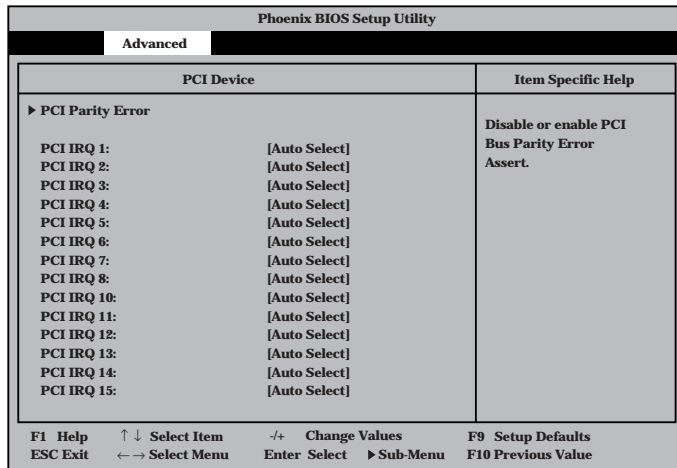 Phoenix BIOS Setup Utility
Advanced
PCI Device
Item Specific Help
▶ PCI Parity Error
Disable or enable PCI
Bus Parity Error
Assert.
PCI IRQ 1: [Auto Select]
PCI IRQ 2: [Auto Select]
PCI IRQ 3: [Auto Select]
PCI IRQ 4: [Auto Select]
PCI IRQ 5: [Auto Select]
PCI IRQ 6: [Auto Select]
PCI IRQ 7: [Auto Select]
PCI IRQ 8: [Auto Select]
PCI IRQ 10: [Auto Select]
PCI IRQ 11: [Auto Select]
PCI IRQ 12: [Auto Select]
PCI IRQ 13: [Auto Select]
PCI IRQ 14: [Auto Select]
PCI IRQ 15: [Auto Select]
F1 Help ↑↓ Select Item -/+ Change Values F9 Setup Defaults
ESC Exit ←→ Select Menu Enter Select ▶ Sub-Menu F10 Previous Value